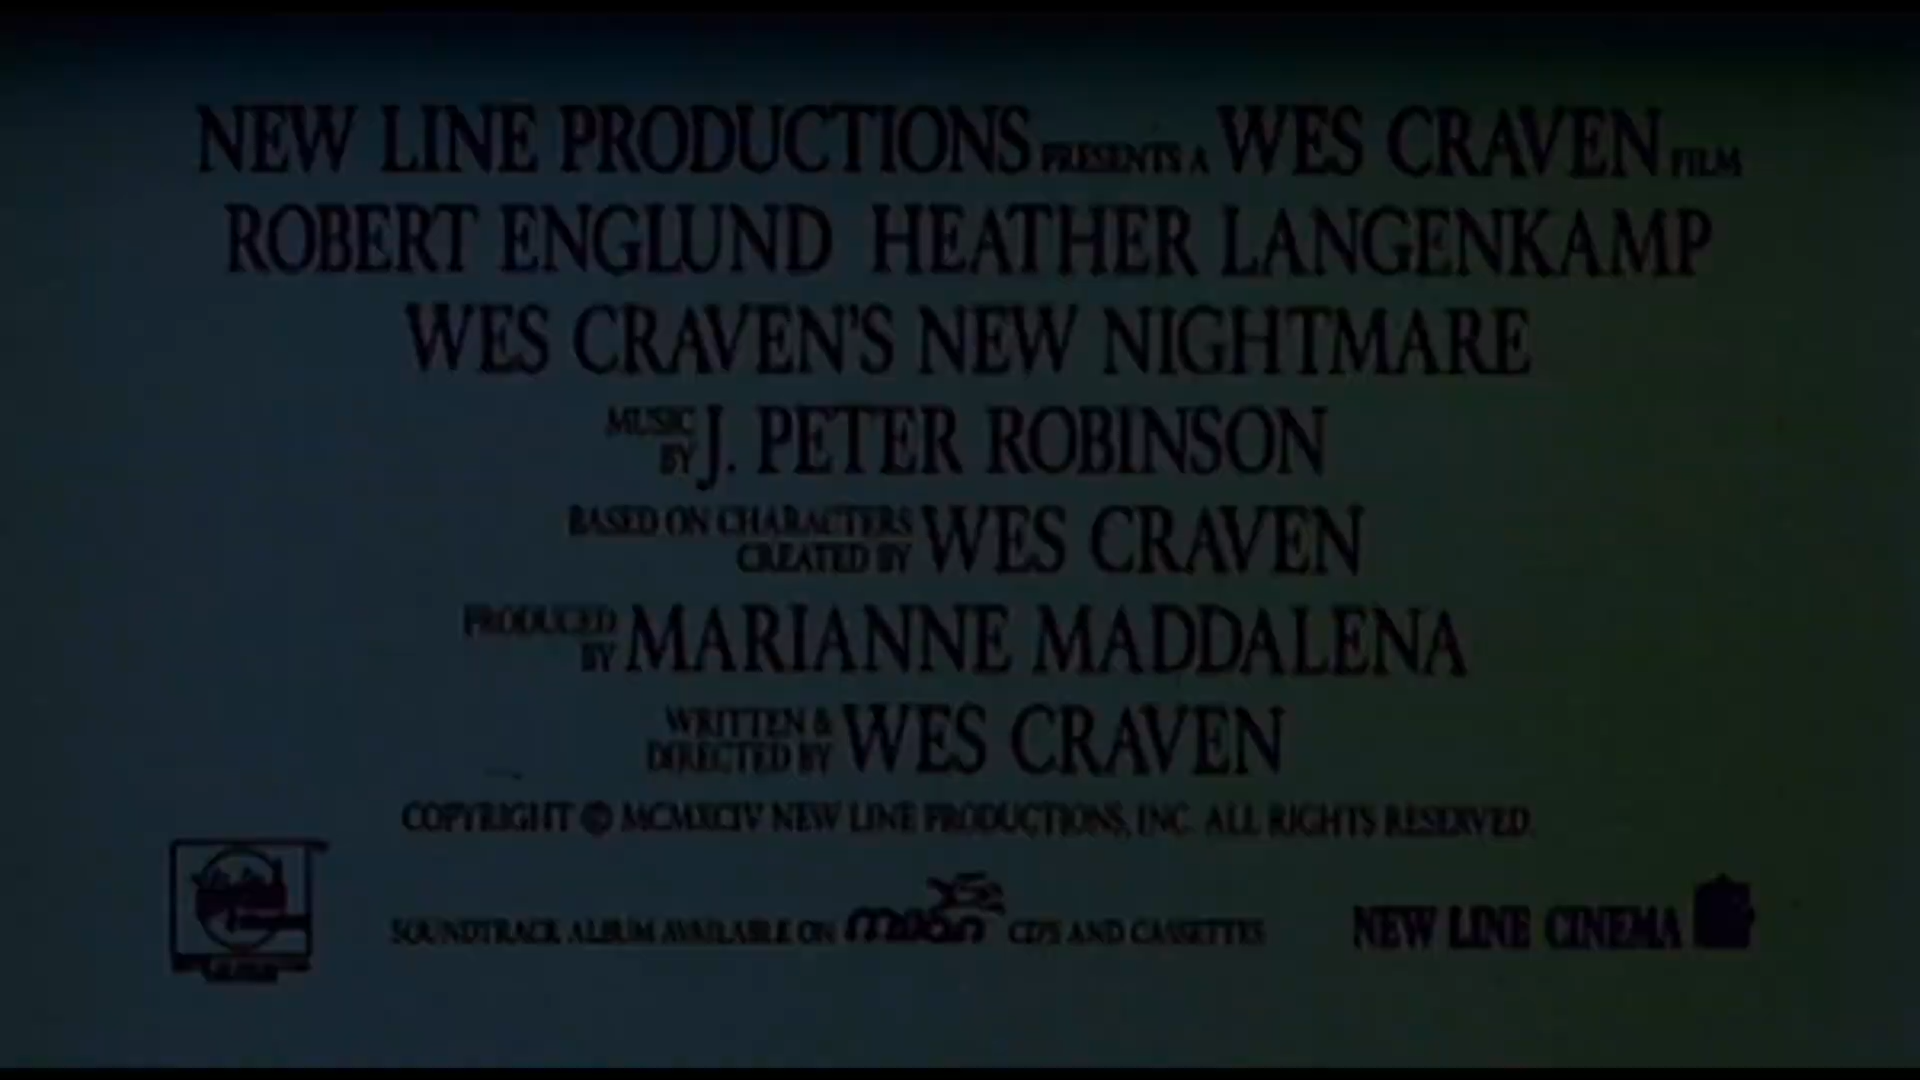 NEW LINE PRODUCTIONS PRESENTS A WES CRAVEN FILM
ROBERT ENGLUND HEATHER LANGENKAMP
WES CRAVEN'S NEW NIGHTMARE
MUSIC BY J. PETER ROBINSON
BASED ON CHARACTERS CREATED BY WES CRAVEN
PRODUCED BY MARIANNE MADDALENA
WRITTEN & DIRECTED BY WES CRAVEN
COPYRIGHT © MCMXCIV NEW LINE PRODUCTIONS, INC. ALL RIGHTS RESERVED.
SOUNDTRACK ALBUM AVAILABLE ON milan CD'S AND CASSETTES
NEW LINE CINEMA